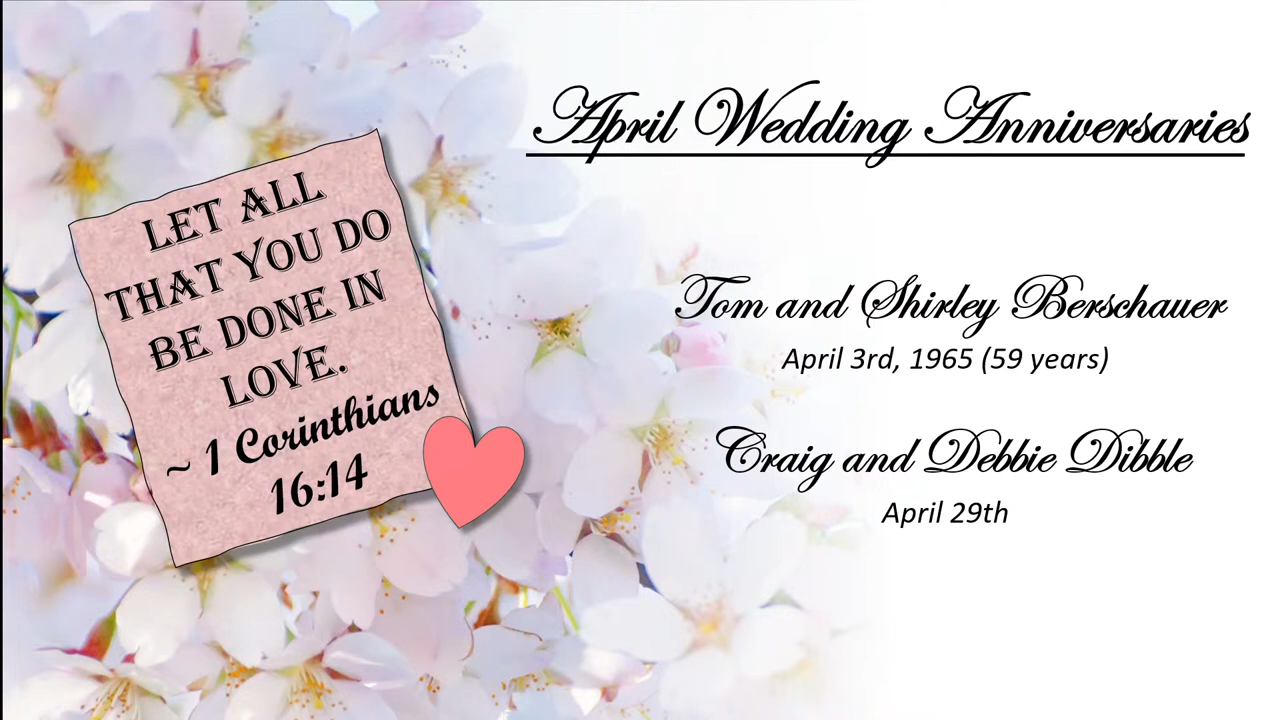 LET ALL
THAT YOU DO
BE DONE IN
LOVE.
~ 1 Corinthians
16:14
April Wedding Anniversaries
Tom and Shirley Berschauer
April 3rd, 1965 (59 years)
Craig and Debbie Dibble
April 29th